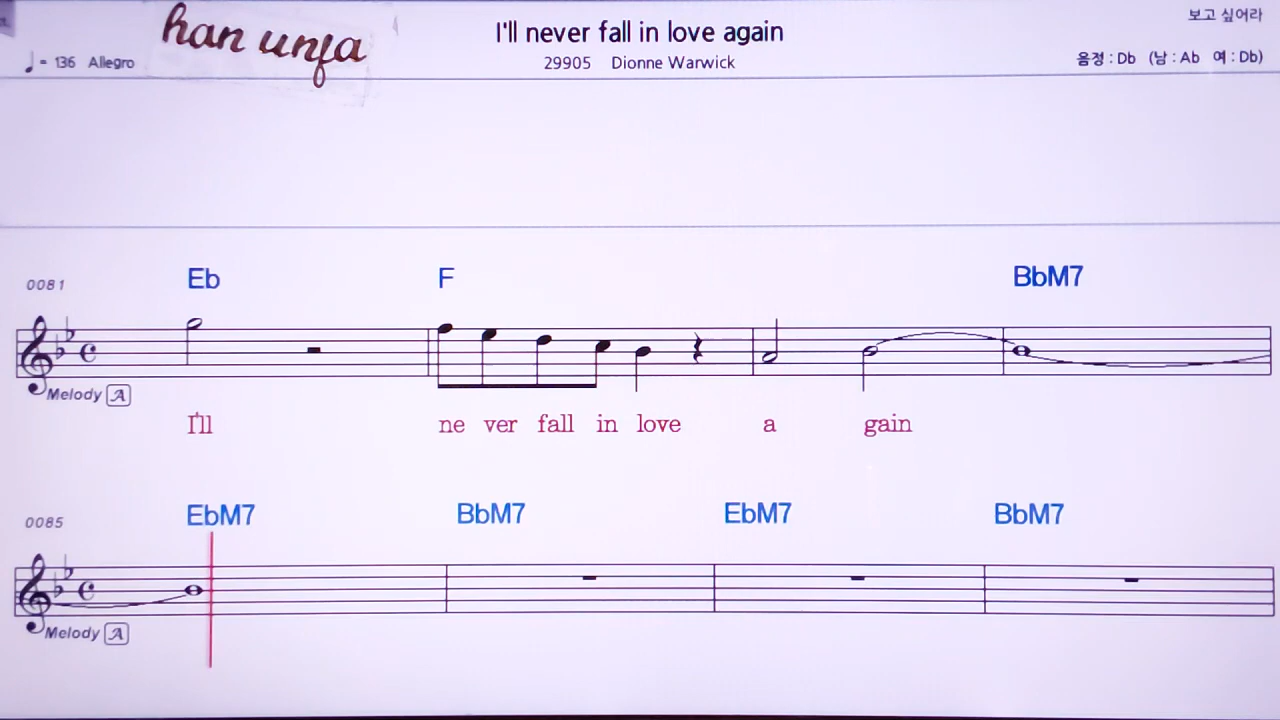 han unja
I'll never fall in love again
보고 싶어라
♩ = 136 Allegro
29905 Dionne Warwick
음정 : Db (남 : Ab 여 : Db)
0081
Eb F BbM7
Melody A
I'll ne ver fall in love a gain
0085
EbM7 BbM7 EbM7 BbM7
Melody A